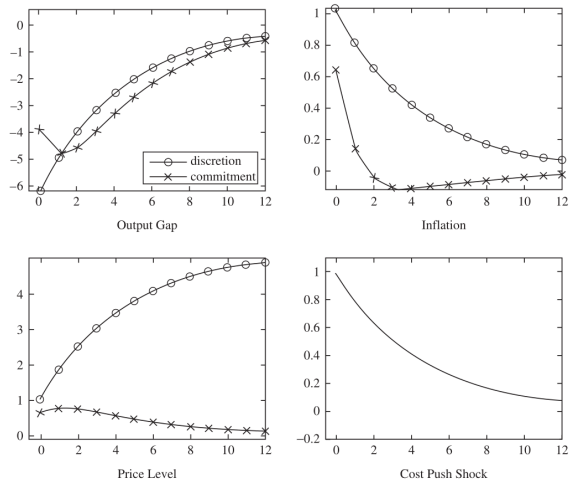 −0
−1
−2
−3
−4
−5
−6
0 2 4 6 8 10 12
discretion
commitment
Output Gap
1
0.8
0.6
0.4
0.2
0
0 2 4 6 8 10 12
Inflation
4
3
2
1
0
0 2 4 6 8 10 12
Price Level
1
0.8
0.6
0.4
0.2
0
−0.2
0 2 4 6 8 10 12
Cost Push Shock